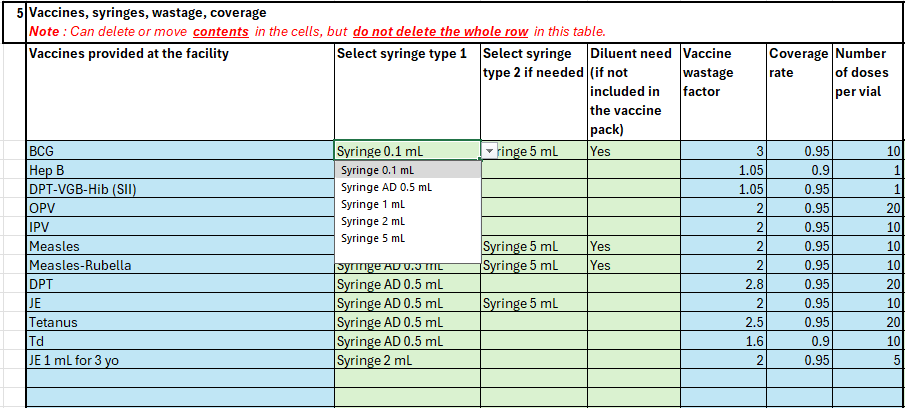 5 Vaccines, syringes, wastage, coverage
Note : Can delete or move contents in the cells, but do not delete the whole row in this table.
Vaccines provided at the facility Select syringe type 1 Select syringe type 2 if needed Diluent need (if not included in the vaccine pack) Vaccine wastage factor Coverage rate Number of doses per vial
BCG Syringe 0.1 mL ringe 5 mL Yes 3 0.95 10
Hep B 1.05 0.9 1
DPT-VGB-Hib (SII) 1.05 0.95 1
OPV 2 0.95 20
IPV 2 0.95 10
Syringe 0.1 mL
Syringe AD 0.5 mL
Syringe 1 mL
Syringe 2 mL
Syringe 5 mL
Measles Syringe 5 mL Yes 2 0.95 10
Measles-Rubella Syringe AD 0.5 mL Syringe 5 mL Yes 2 0.95 10
DPT Syringe AD 0.5 mL 2.8 0.95 20
JE Syringe AD 0.5 mL Syringe 5 mL 2 0.95 10
Tetanus Syringe AD 0.5 mL 2.5 0.95 20
Td Syringe AD 0.5 mL 1.6 0.9 10
JE 1 mL for 3 yo Syringe 2 mL 2 0.95 5